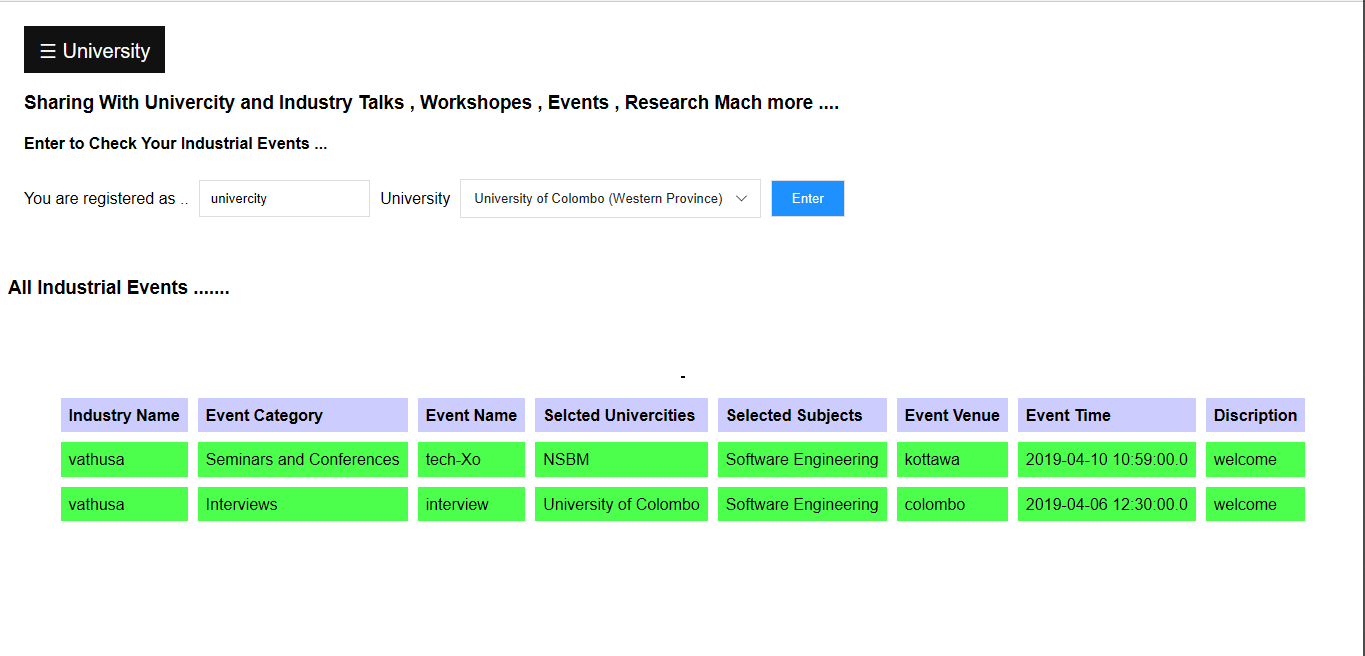 ☰ University
Sharing With Univercity and Industry Talks , Workshopes , Events , Research Mach more ....
Enter to Check Your Industrial Events ...
You are registered as .. univercity University University of Colombo (Western Province) Enter
All Industrial Events .......
-
Industry Name Event Category Event Name Selcted Univercities Selected Subjects Event Venue Event Time Discription
vathusa Seminars and Conferences tech-Xo NSBM Software Engineering kottawa 2019-04-10 10:59:00.0 welcome
vathusa Interviews interview University of Colombo Software Engineering colombo 2019-04-06 12:30:00.0 welcome